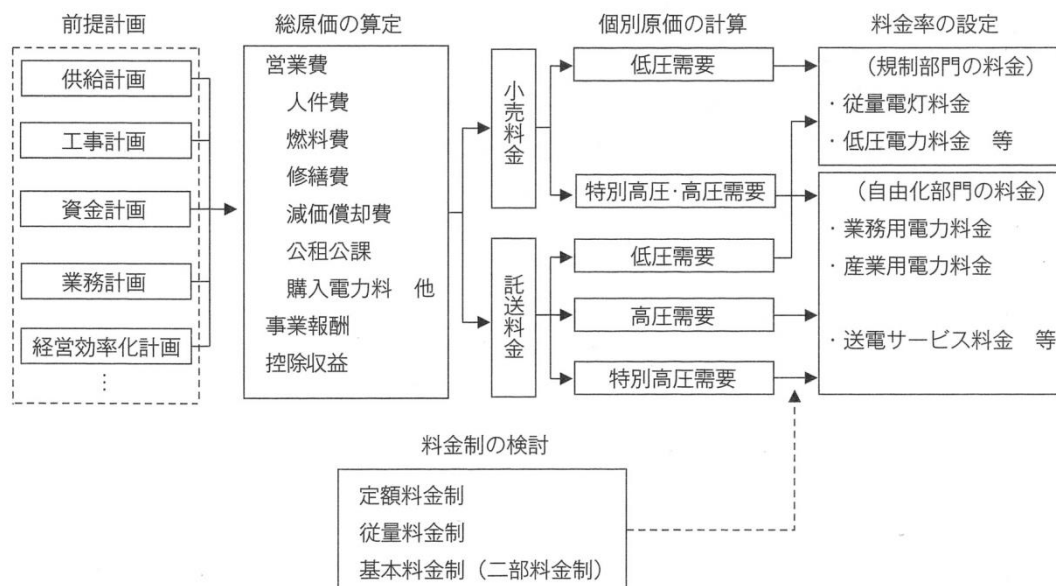 前提計画
供給計画
工事計画
資金計画
業務計画
経営効率化計画
⋮
総原価の算定
営業費
人件費
燃料費
修繕費
減価償却費
公租公課
購入電力料　他
事業報酬
控除収益
小売料金
託送料金
個別原価の計算
低圧需要
特別高圧･高圧需要
低圧需要
高圧需要
特別高圧需要
料金率の設定
（規制部門の料金）
・従量電灯料金
・低圧電力料金　等
（自由化部門の料金）
・業務用電力料金
・産業用電力料金
・送電サービス料金　等
料金制の検討
定額料金制
従量料金制
基本料金制（二部料金制）